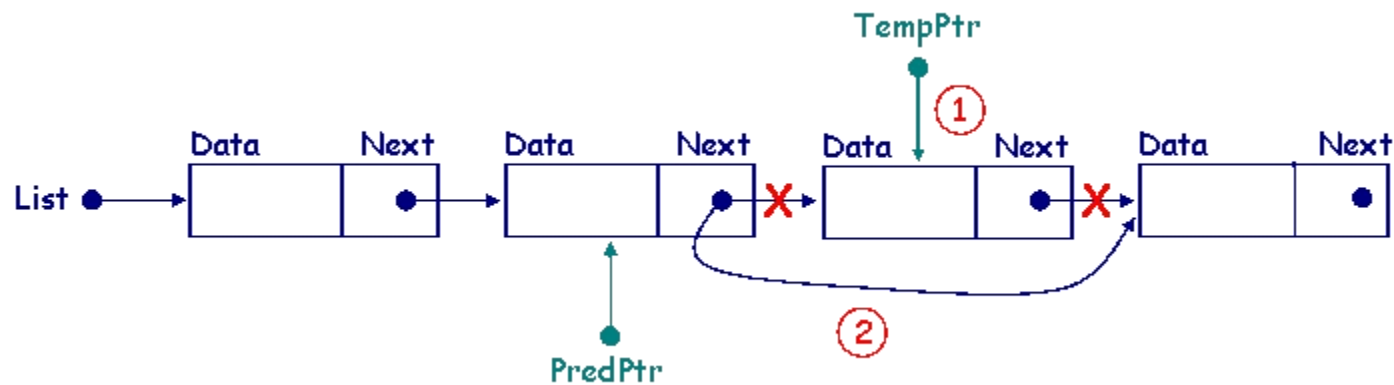 TempPtr
1
Data Next Data Next Data Next Data Next
List
X X
2
PredPtr